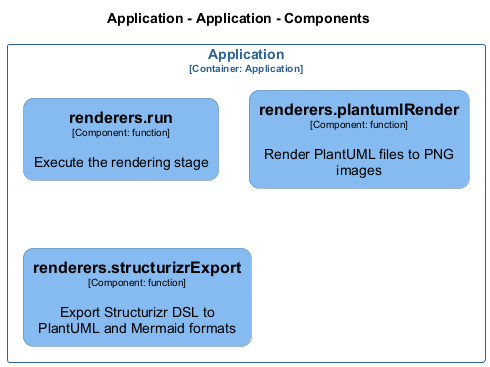 Application - Application - Components
Application
[Container: Application]
renderers.run
[Component: function]
Execute the rendering stage
renderers.plantumlRender
[Component: function]
Render PlantUML files to PNG
images
renderers.structurizrExport
[Component: function]
Export Structurizr DSL to
PlantUML and Mermaid formats